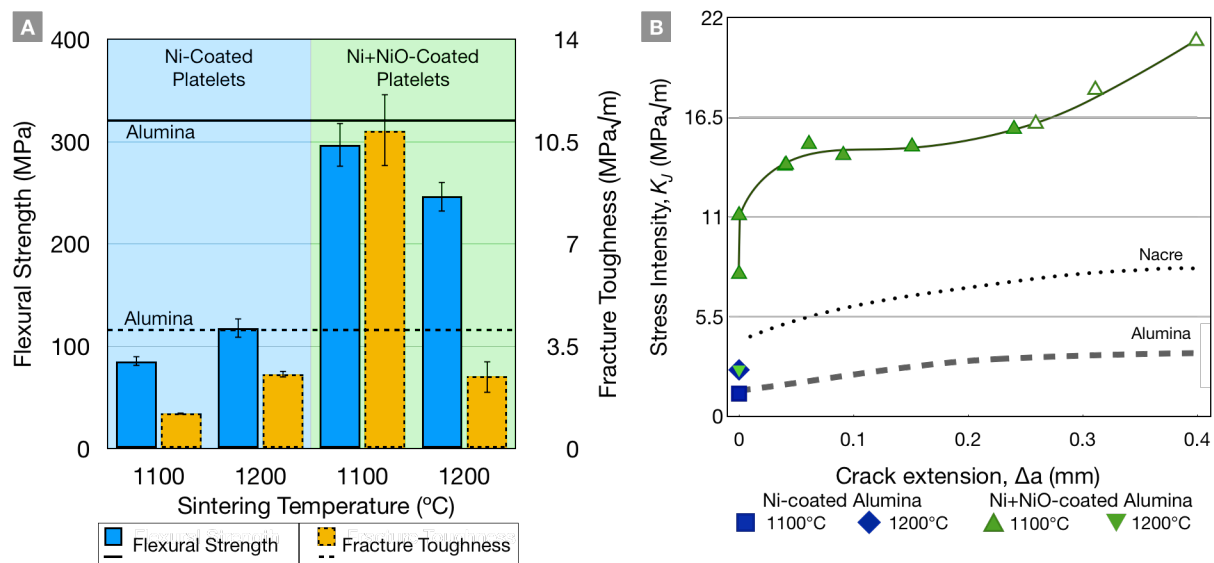 A
400
300
200
100
0
Flexural Strength (MPa)
Ni-Coated
Platelets
Ni+NiO-Coated
Platelets
Alumina
Alumina
14
10.5
7
3.5
0
Fracture Toughness (MPa√m)
1100
1200
1100
1200
Sintering Temperature (ºC)
Flexural Strength
Fracture Toughness
B
22
16.5
11
5.5
0
Stress Intensity, KJ (MPa√m)
Nacre
Alumina
0
0.1
0.2
0.3
0.4
Crack extension, Δa (mm)
Ni-coated Alumina
1100°C
1200°C
Ni+NiO-coated Alumina
1100°C
1200°C